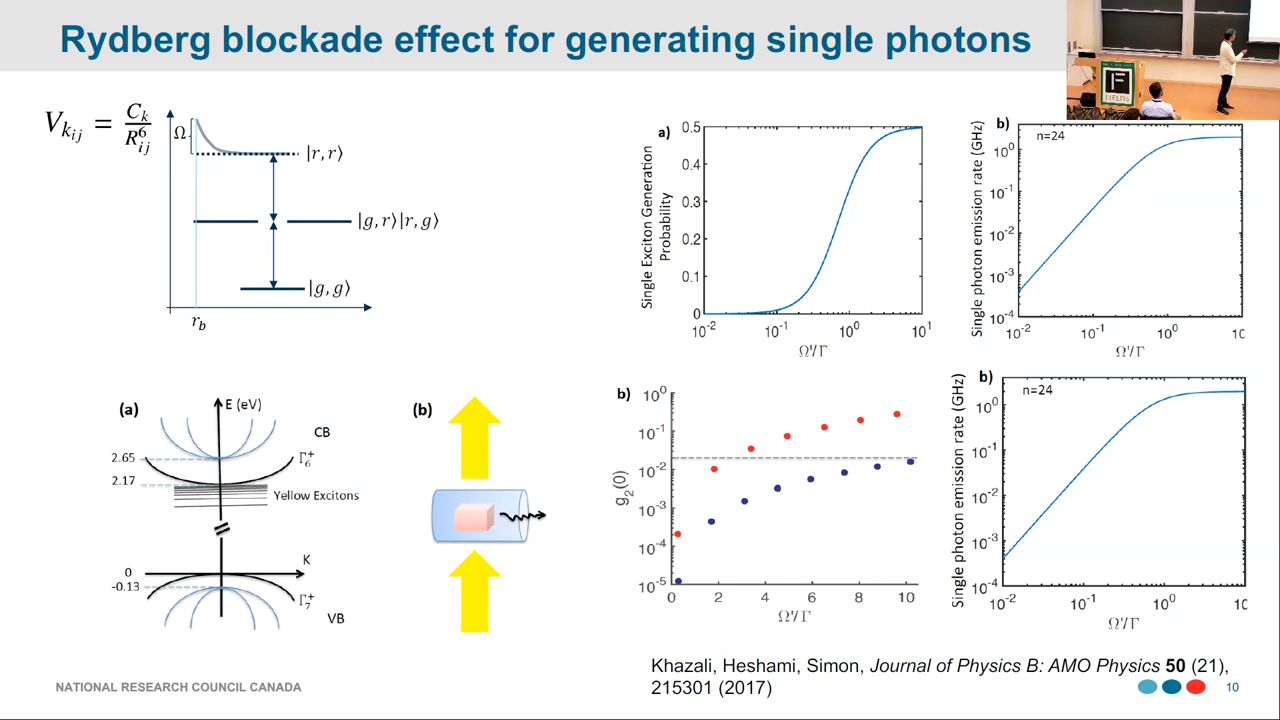 Rydberg blockade effect for generating single photons
V_{k_{ij}} = \frac{C_k}{R_{ij}^6}
Ω
|r, r⟩
|g, r⟩|r, g⟩
|g, g⟩
r_b
a)
Single Exciton Generation
Probability
0.5
0.4
0.3
0.2
0.1
0
10^{-2}
10^{-1}
10^0
10^1
Ω'/Γ
b)
n=24
Single photon emission rate (GHz)
10^0
10^{-1}
10^{-2}
10^{-3}
10^{-4}
10^{-2}
10^{-1}
10^0
10
Ω'/Γ
(a)
E (eV)
CB
2.65
Γ_6^+
2.17
Yellow Excitons
K
0
-0.13
Γ_7^+
VB
(b)
b)
g_2(0)
10^0
10^{-1}
10^{-2}
10^{-3}
10^{-4}
10^{-5}
0
2
4
6
8
10
Ω'/Γ
b)
n=24
Single photon emission rate (GHz)
10^0
10^{-1}
10^{-2}
10^{-3}
10^{-4}
10^{-2}
10^{-1}
10^0
Ω'/Γ
Khazali, Heshami, Simon, Journal of Physics B: AMO Physics 50 (21),
215301 (2017)
NATIONAL RESEARCH COUNCIL CANADA
10